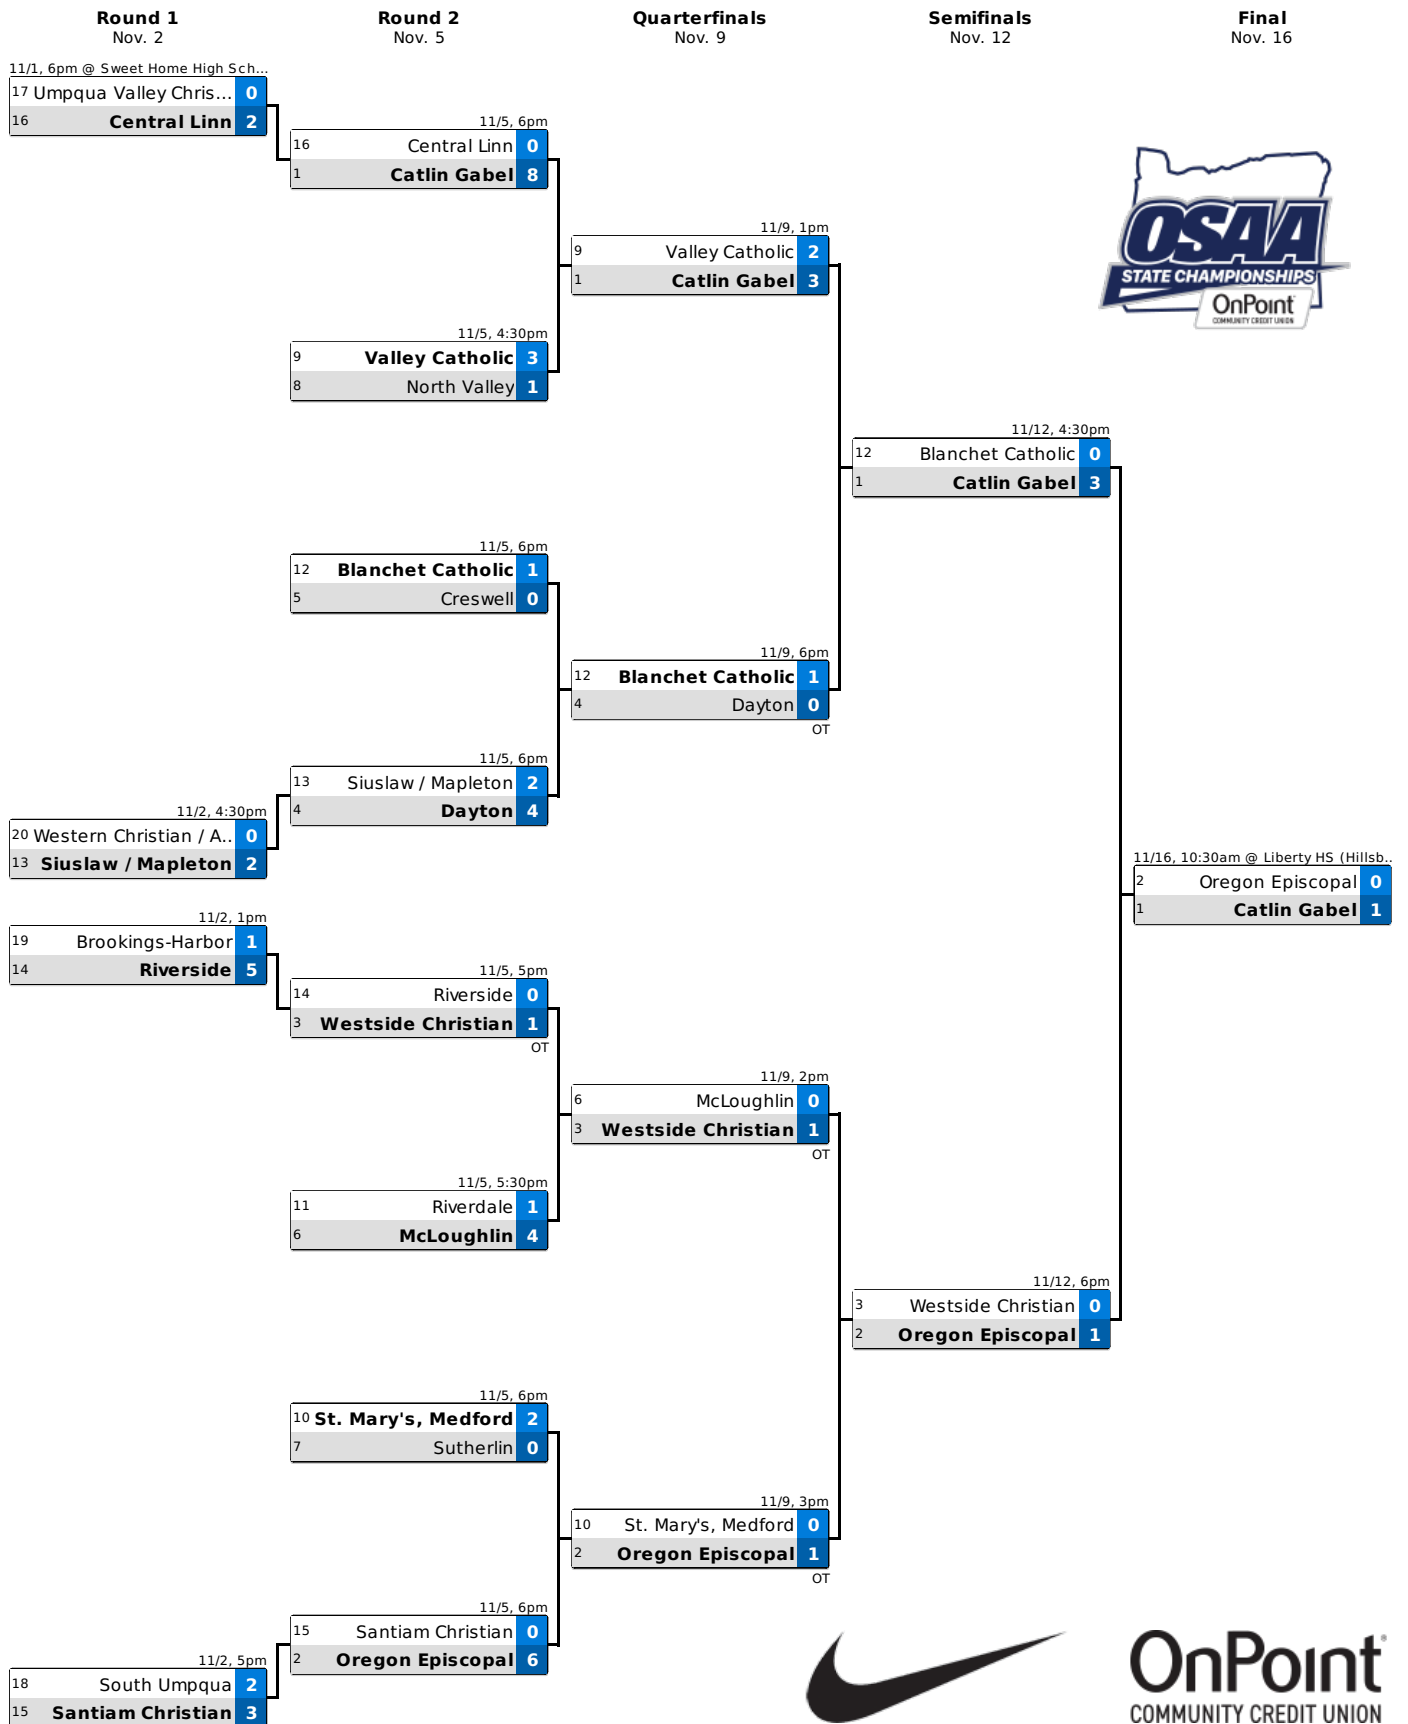 Round 1
Nov. 2
Round 2
Nov. 5
Quarterfinals
Nov. 9
Semifinals
Nov. 12
Final
Nov. 16
11/1, 6pm @ Sweet Home High Sch...
17 Umpqua Valley Chris... 0
16 Central Linn 2
11/5, 6pm
16 Central Linn 0
1 Catlin Gabel 8
OSAA
STATE CHAMPIONSHIPS
OnPoint
COMMUNITY CREDIT UNION
11/9, 1pm
9 Valley Catholic 2
1 Catlin Gabel 3
11/5, 4:30pm
9 Valley Catholic 3
8 North Valley 1
11/12, 4:30pm
12 Blanchet Catholic 0
1 Catlin Gabel 3
11/5, 6pm
12 Blanchet Catholic 1
5 Creswell 0
11/9, 6pm
12 Blanchet Catholic 1
4 Dayton 0
OT
11/5, 6pm
13 Siuslaw / Mapleton 2
4 Dayton 4
11/2, 4:30pm
20 Western Christian / A.. 0
13 Siuslaw / Mapleton 2
11/16, 10:30am @ Liberty HS (Hillsb..
2 Oregon Episcopal 0
1 Catlin Gabel 1
11/2, 1pm
19 Brookings-Harbor 1
14 Riverside 5
11/5, 5pm
14 Riverside 0
3 Westside Christian 1
OT
11/9, 2pm
6 McLoughlin 0
3 Westside Christian 1
OT
11/5, 5:30pm
11 Riverdale 1
6 McLoughlin 4
11/12, 6pm
3 Westside Christian 0
2 Oregon Episcopal 1
11/5, 6pm
10 St. Mary's, Medford 2
7 Sutherlin 0
11/9, 3pm
10 St. Mary's, Medford 0
2 Oregon Episcopal 1
OT
11/5, 6pm
15 Santiam Christian 0
2 Oregon Episcopal 6
11/2, 5pm
18 South Umpqua 2
15 Santiam Christian 3
OnPoint®
COMMUNITY CREDIT UNION